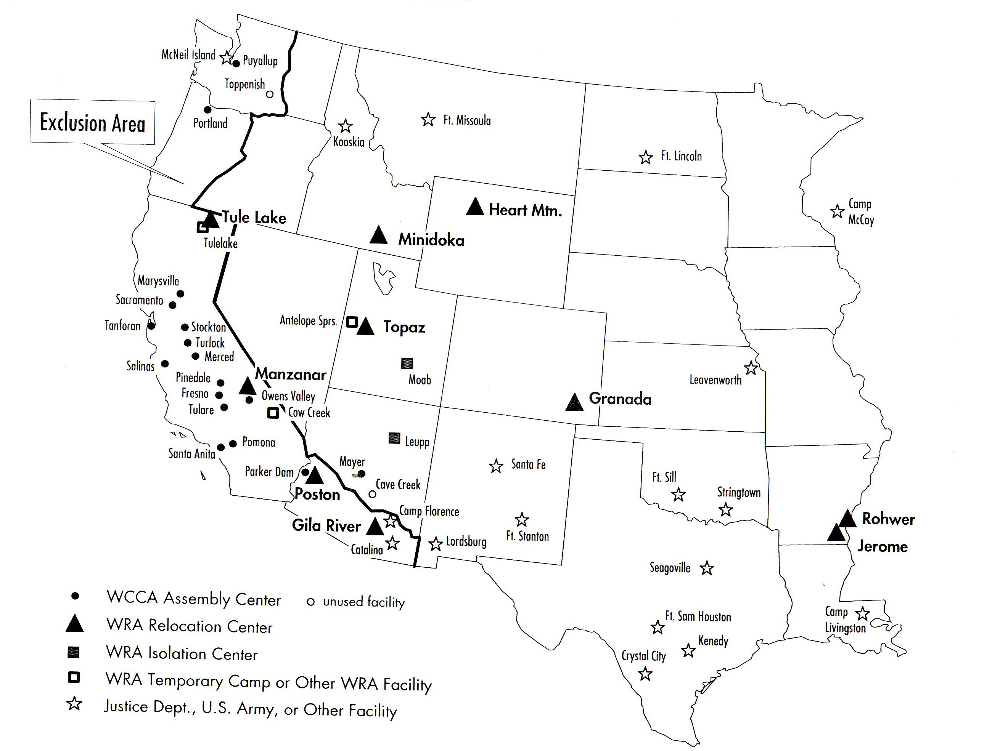 McNeil Island
Puyallup
Toppenish
Exclusion Area
Portland
Kooskia
Ft. Missoula
Ft. Lincoln
Camp
McCoy
Heart Mtn.
Tule Lake
Tulelake
Minidoka
Marysville
Sacramento
Tanforan
Stockton
Turlock
Merced
Salinas
Antelope Sprs.
Topaz
Moab
Pinedale
Fresno
Tulare
Manzanar
Owens Valley
Cow Creek
Granada
Leavenworth
Leupp
Pomona
Santa Anita
Parker Dam
Poston
Mayer
Cave Creek
Santa Fe
Ft. Sill
Stringtown
Camp Florence
Gila River
Catalina
Lordsburg
Ft. Stanton
Rohwer
Jerome
Seagoville
Ft. Sam Houston
Kenedy
Crystal City
Camp
Livingston
WCCA Assembly Center
unused facility
WRA Relocation Center
WRA Isolation Center
WRA Temporary Camp or Other WRA Facility
Justice Dept., U.S. Army, or Other Facility